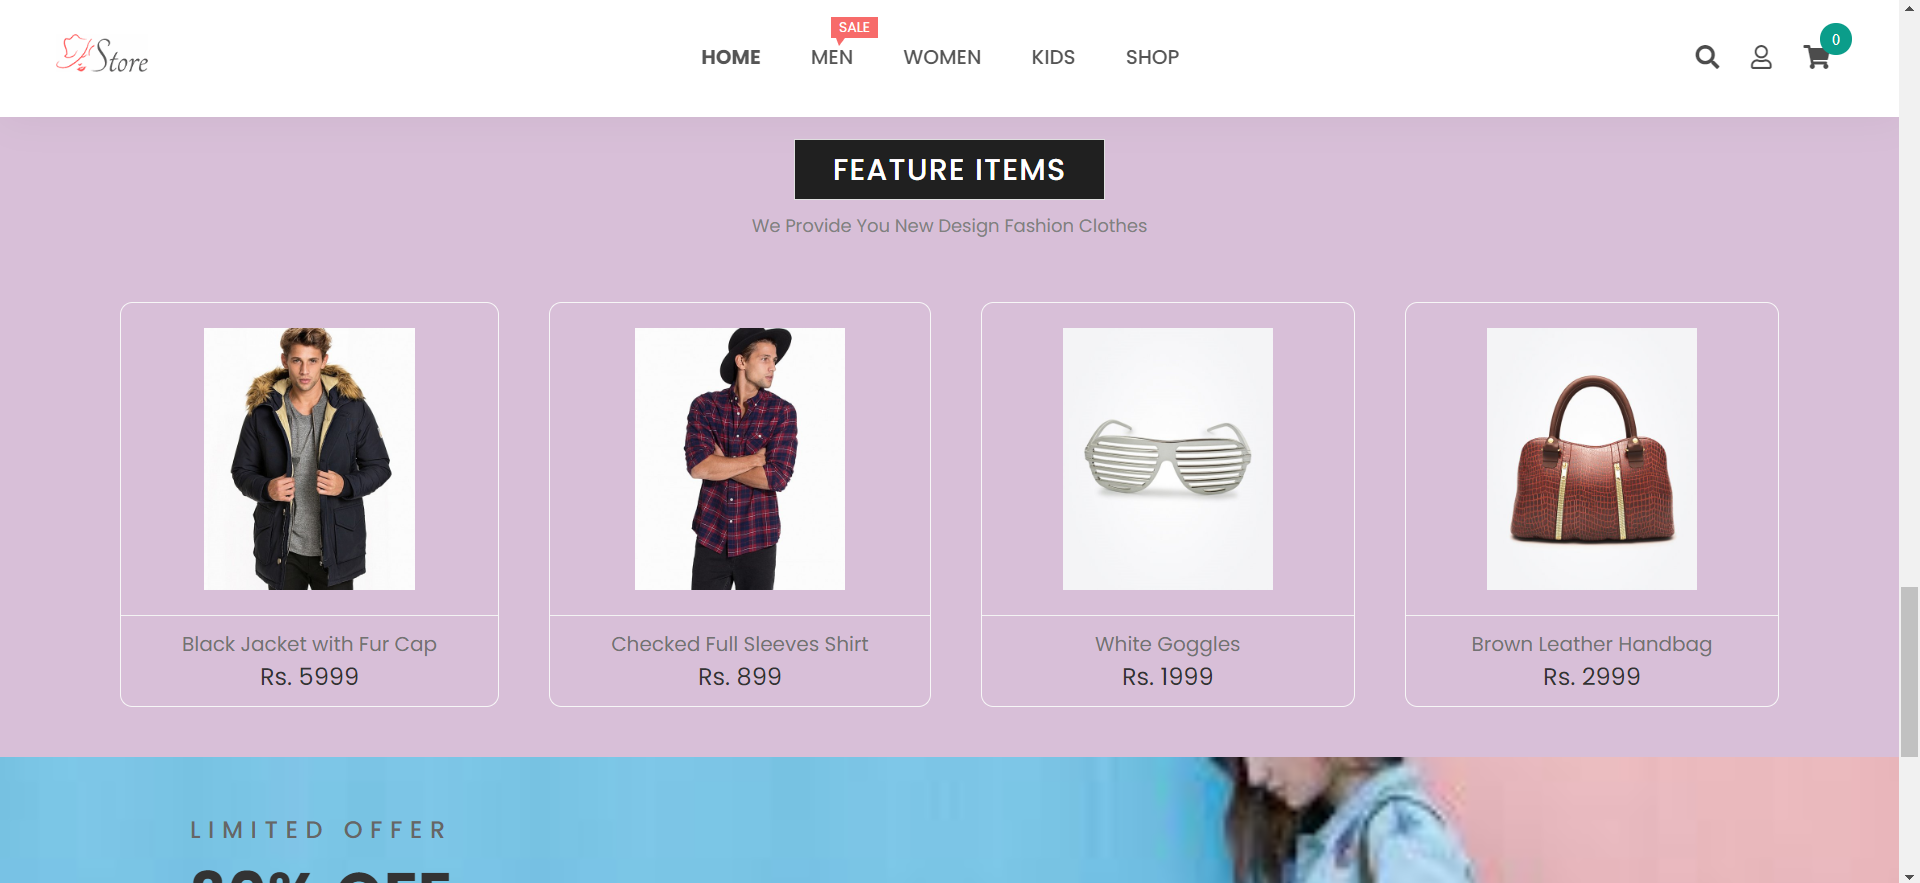 Store
SALE
HOME
MEN
WOMEN
KIDS
SHOP
0
FEATURE ITEMS
We Provide You New Design Fashion Clothes
Black Jacket with Fur Cap
Rs. 5999
Checked Full Sleeves Shirt
Rs. 899
White Goggles
Rs. 1999
Brown Leather Handbag
Rs. 2999
LIMITED OFFER
OFF